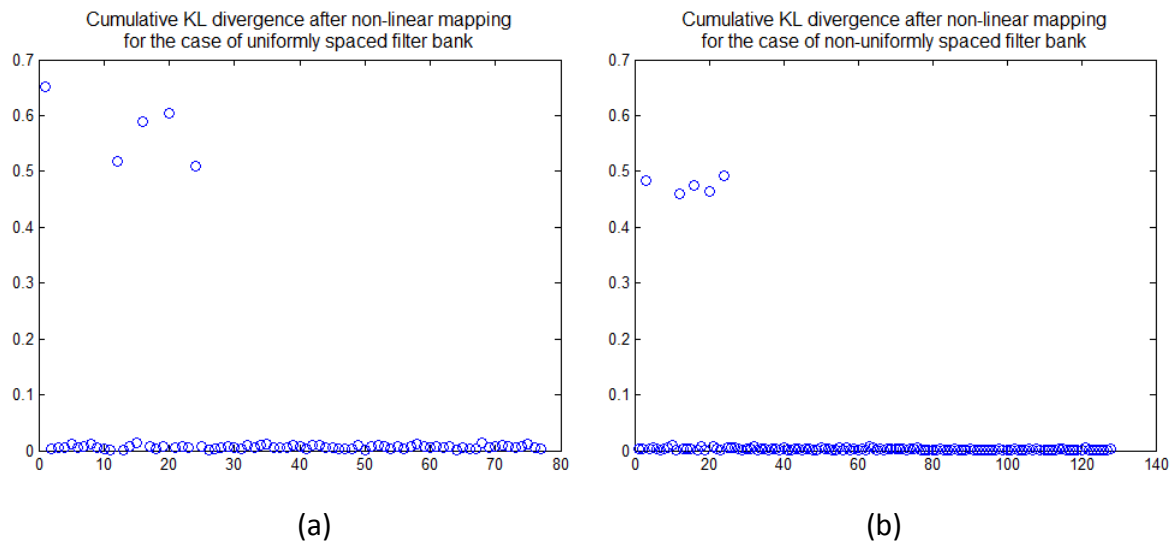 Cumulative KL divergence after non-linear mapping
for the case of uniformly spaced filter bank
0.7
0.6
0.5
0.4
0.3
0.2
0.1
0
0 10 20 30 40 50 60 70 80
(a)
Cumulative KL divergence after non-linear mapping
for the case of non-uniformly spaced filter bank
0.7
0.6
0.5
0.4
0.3
0.2
0.1
0
0 20 40 60 80 100 120 140
(b)